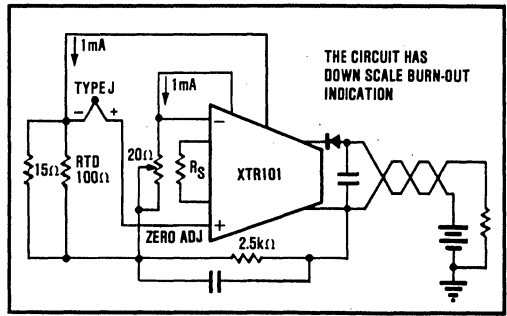 1mA
1mA
THE CIRCUIT HAS
DOWN SCALE BURN-OUT
INDICATION
TYPE J
− +
−
20Ω
15Ω
RTD
100Ω
RS
XTR101
+
ZERO ADJ
2.5kΩ